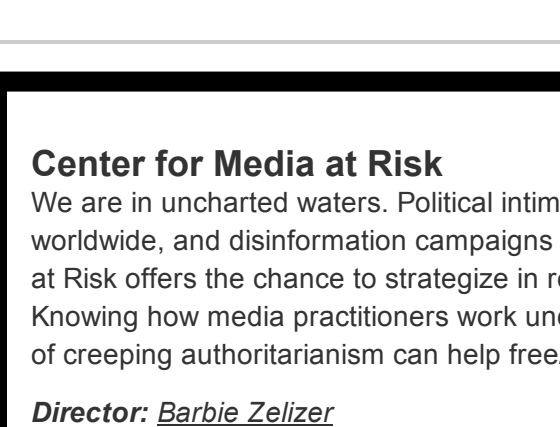 Center for Media at Risk
We are in uncharted waters. Political intim
worldwide, and disinformation campaigns
at Risk offers the chance to strategize in r
Knowing how media practitioners work un
of creeping authoritarianism can help free
Director: Barbie Zelizer